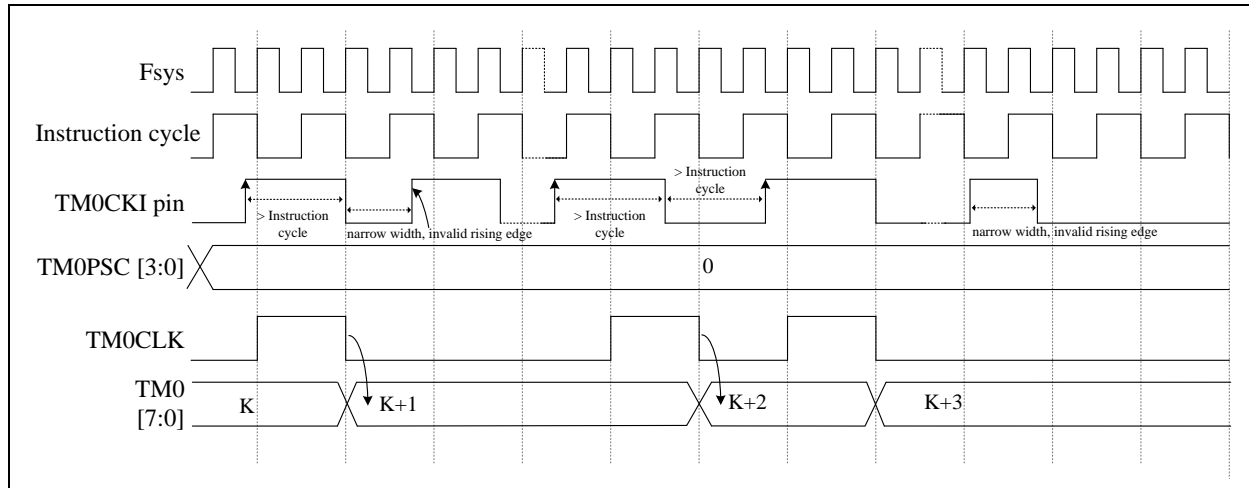 Fsys
Instruction cycle
TM0CKI pin
> Instruction
cycle
narrow width, invalid rising edge
> Instruction
cycle
> Instruction
cycle
narrow width, invalid rising edge
TM0PSC [3:0]
0
TM0CLK
TM0
[7:0]
K
K+1
K+2
K+3